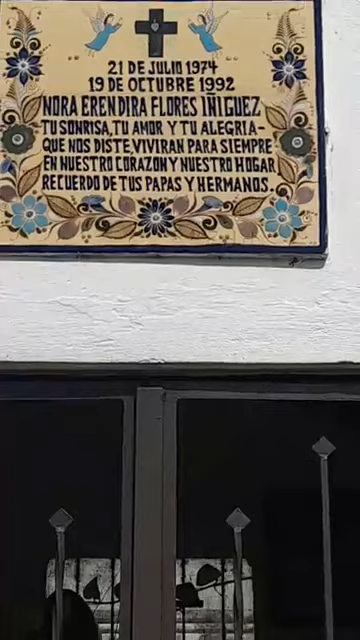 21 DE JULIO 1974
19 DE OCTUBRE 1992
NORA ERENDIRA FLORES IÑIGUEZ
TU SONRISA, TU AMOR Y TU ALEGRIA-
QUE NOS DISTE, VIVIRAN PARA SIEMPRE
EN NUESTRO CORAZON Y NUESTRO HOGAR
RECUERDO DE TUS PAPAS Y HERMANOS.